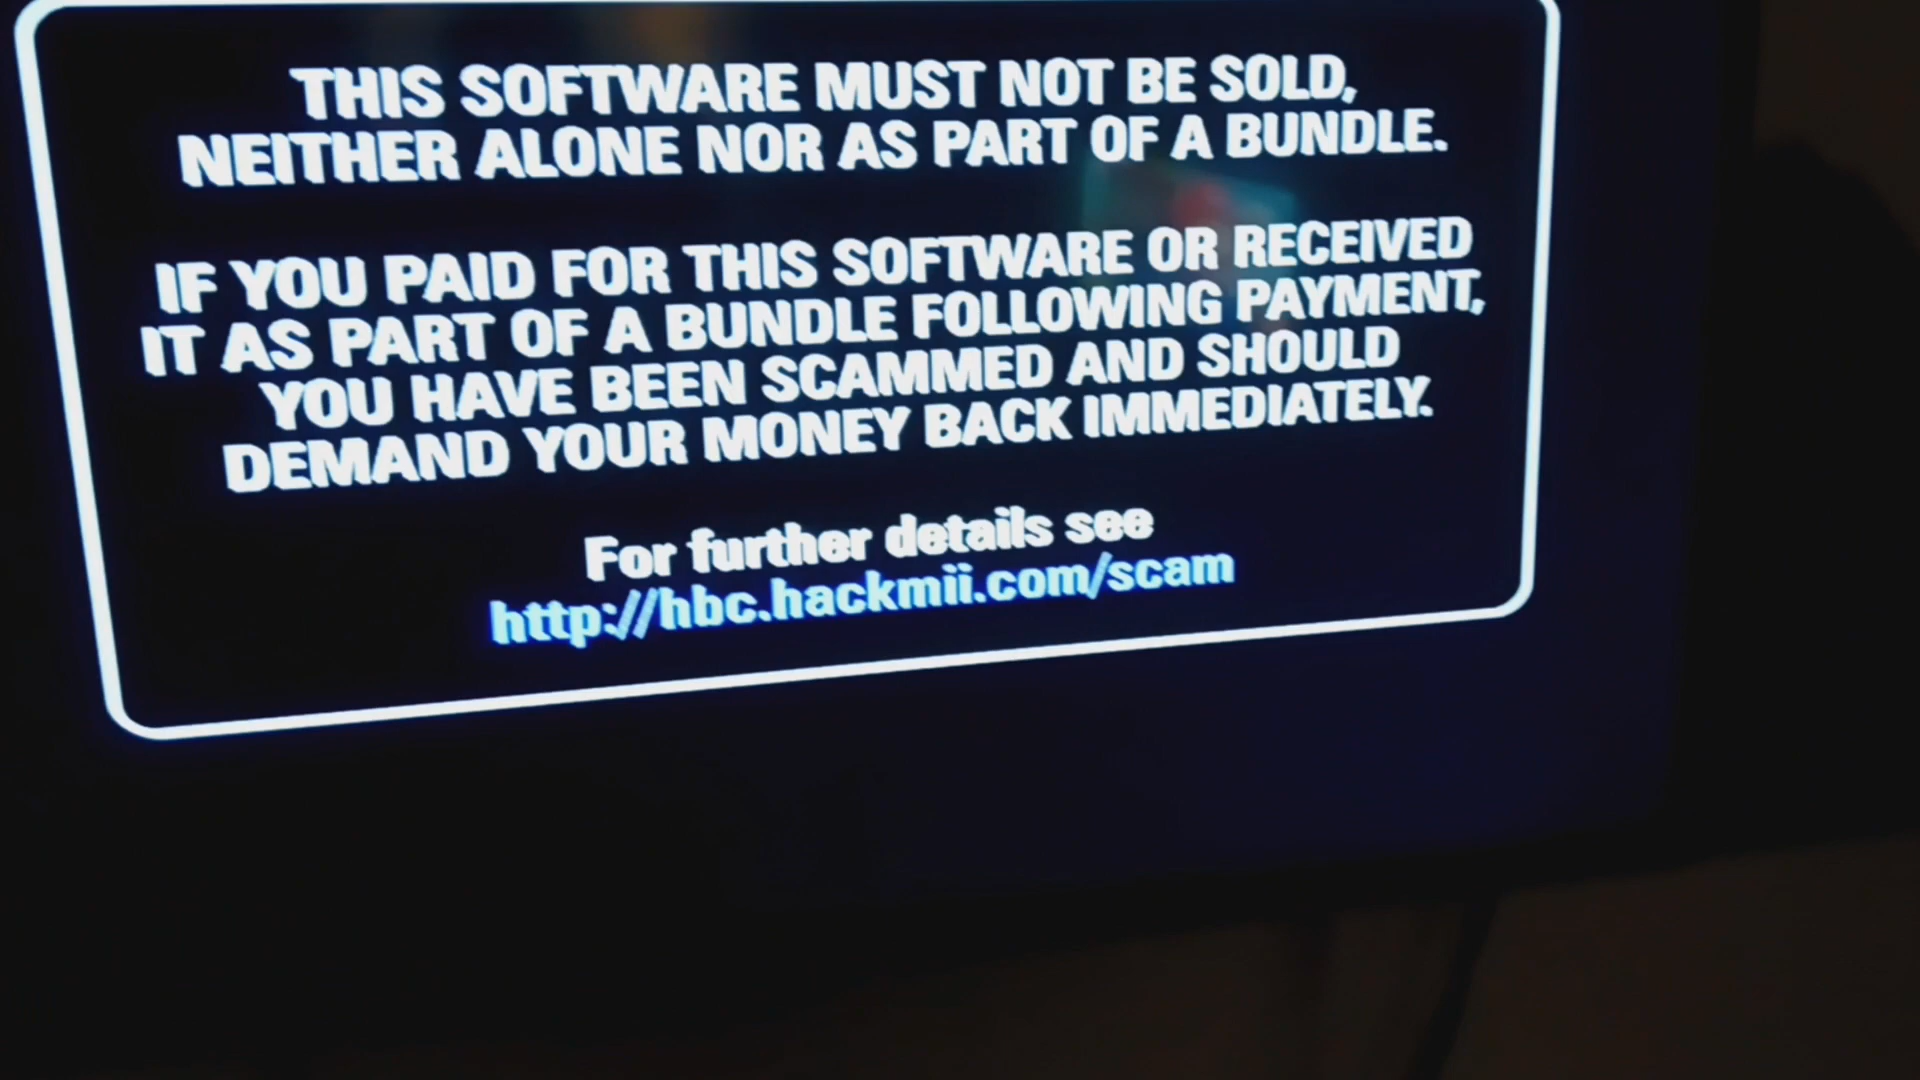 THIS SOFTWARE MUST NOT BE SOLD,
NEITHER ALONE NOR AS PART OF A BUNDLE.
IF YOU PAID FOR THIS SOFTWARE OR RECEIVED
IT AS PART OF A BUNDLE FOLLOWING PAYMENT,
YOU HAVE BEEN SCAMMED AND SHOULD
DEMAND YOUR MONEY BACK IMMEDIATELY.
For further details see
http://hbc.hackmii.com/scam